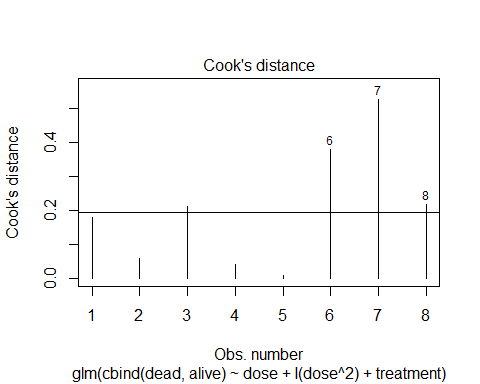 Cook's distance
Cook's distance
0.0
0.2
0.4
6
7
8
1 2 3 4 5 6 7 8
Obs. number
glm(cbind(dead, alive) ~ dose + I(dose^2) + treatment)